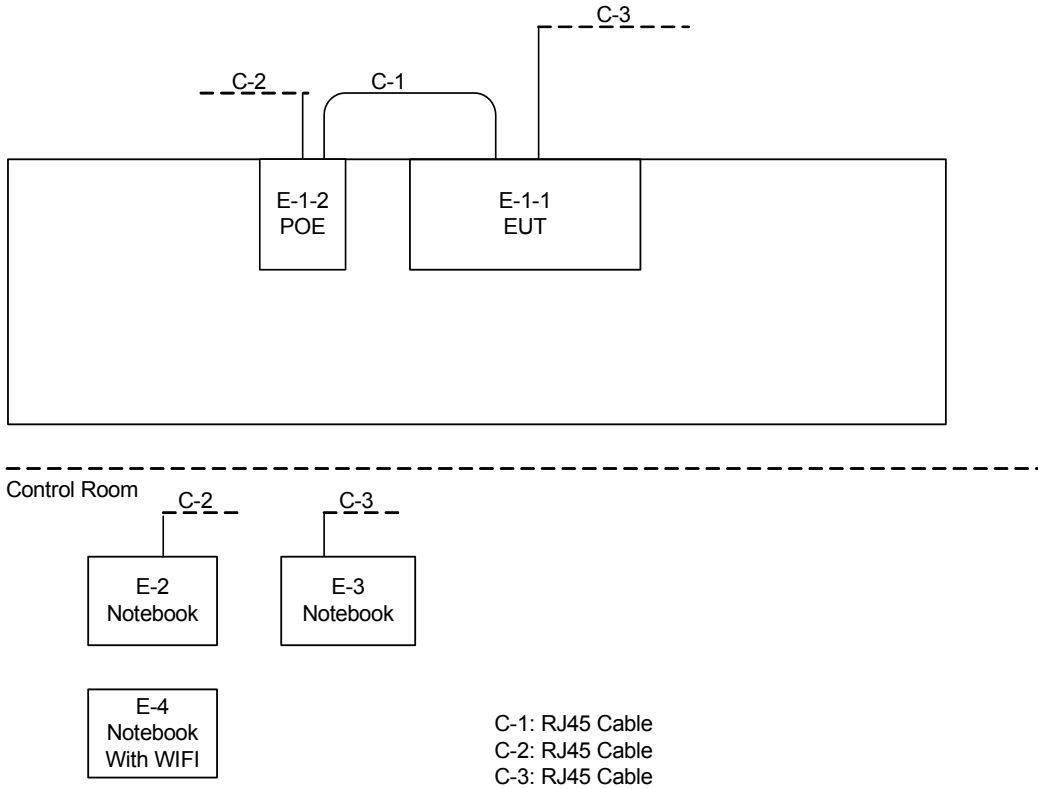 C-3
C-2
C-1
E-1-2
POE
E-1-1
EUT
Control Room
C-2
C-3
E-2
Notebook
E-3
Notebook
E-4
Notebook
With WIFI
C-1: RJ45 Cable
C-2: RJ45 Cable
C-3: RJ45 Cable